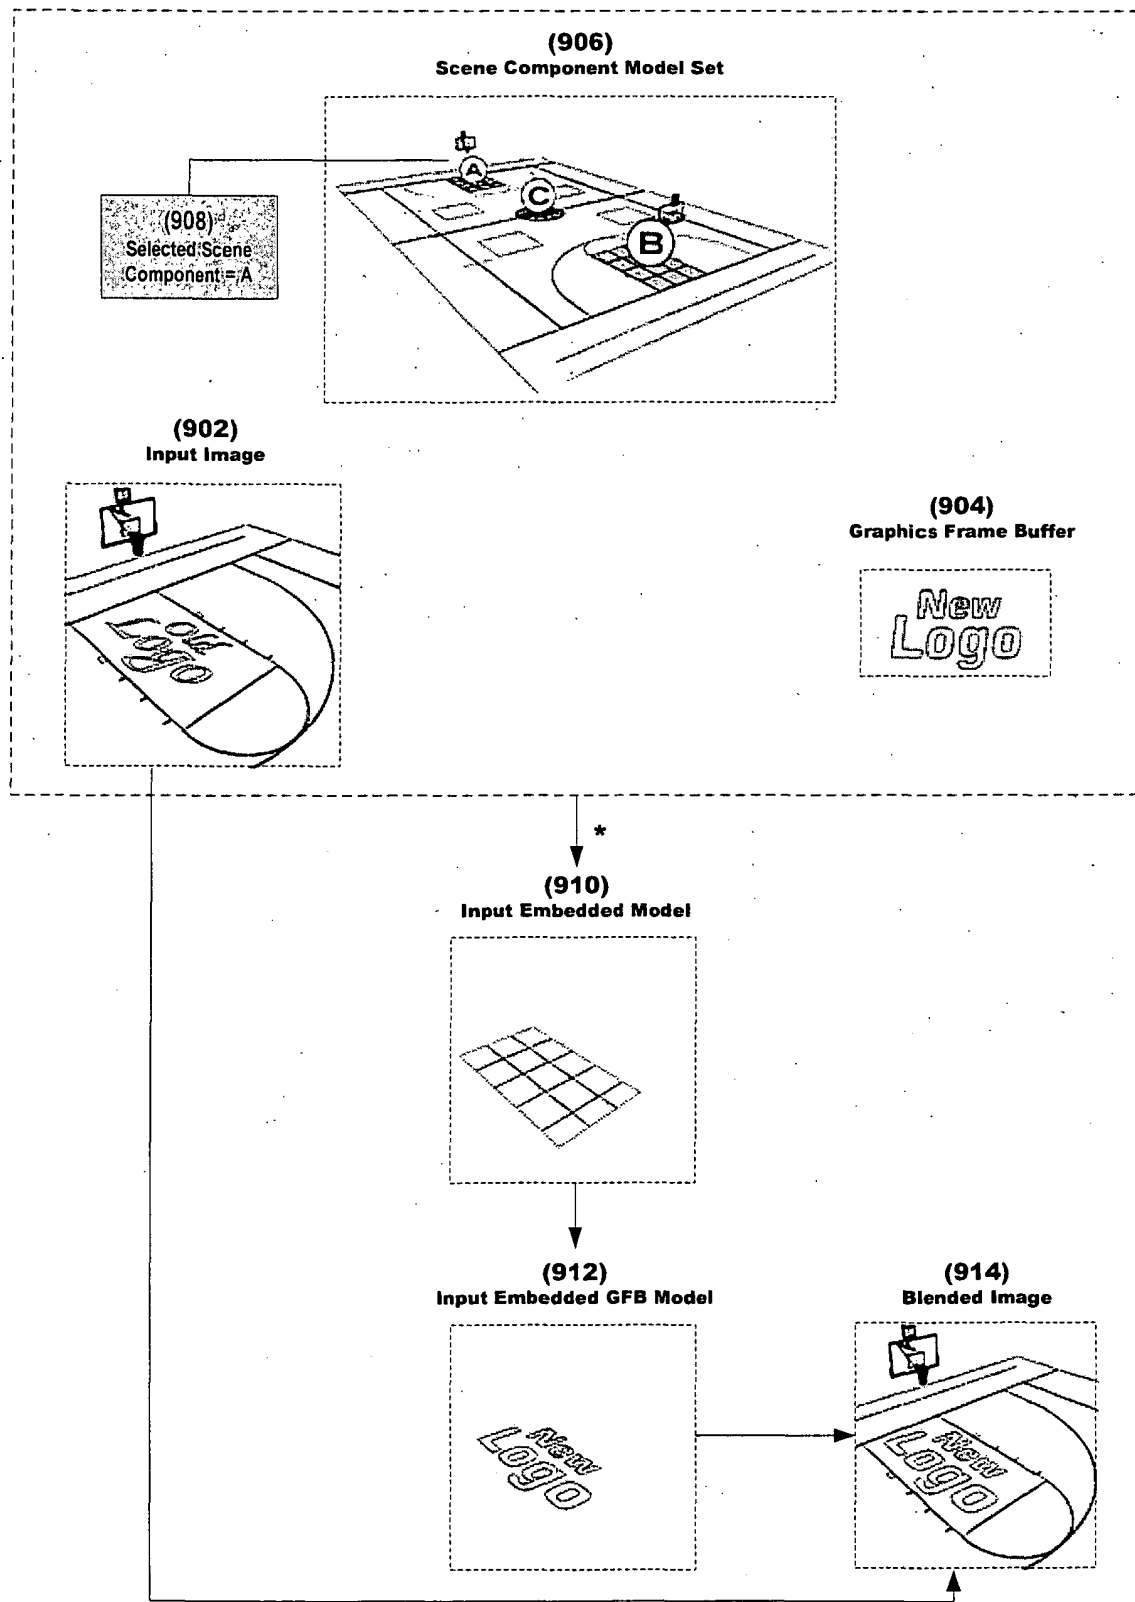 (906)
Scene Component Model Set
A
C
B
(908)
Selected Scene
Component = A
(902)
Input Image
Old
Logo
(904)
Graphics Frame Buffer
New
Logo
*
(910)
Input Embedded Model
(912)
Input Embedded GFB Model
New
Logo
(914)
Blended Image
New
Logo